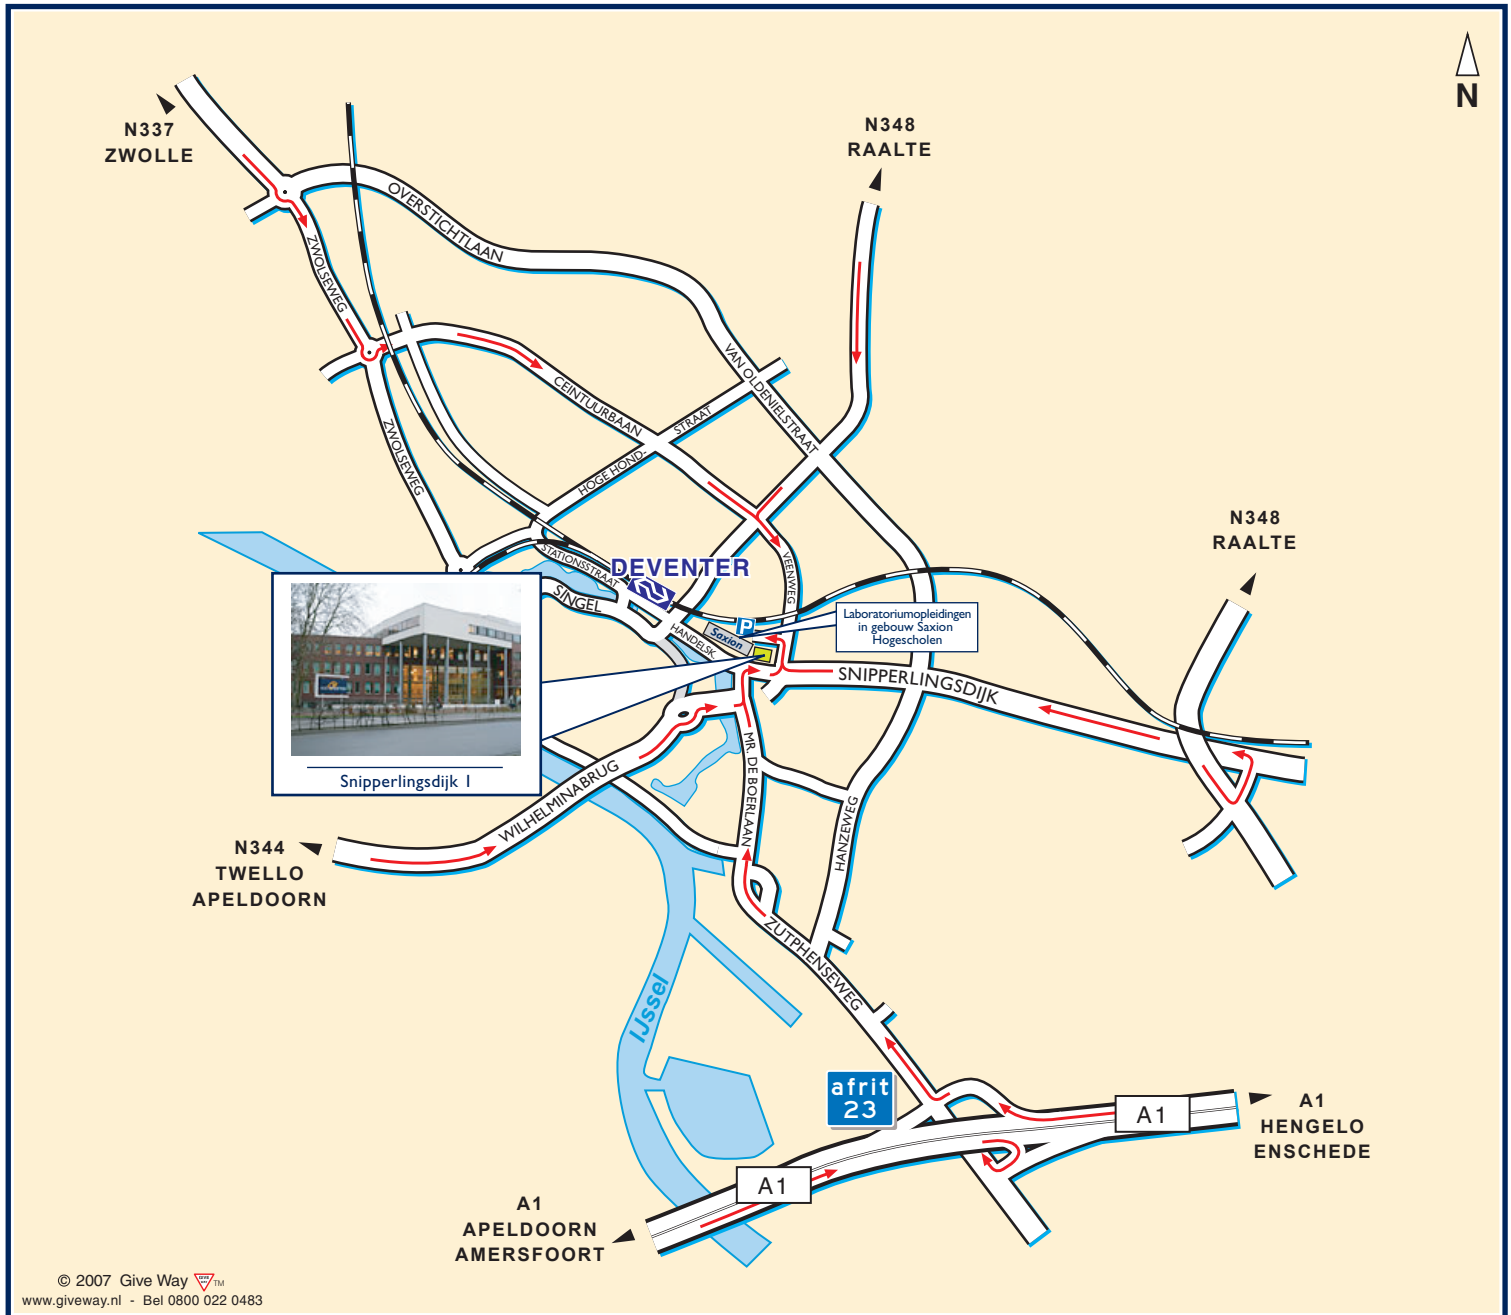 N
N337
ZWOLLE
N348
RAALTE
OVERSTICHTLAAN
ZWOLSEWEG
VAN OLDENIELSTRAAT
CEINTUURBAAN
STRAAT
HOGE HOND-
ZWOLSEWEG
N348
RAALTE
STATIONSSTRAAT
DEVENTER
VEENWEG
SINGEL
P
Saxion
HANDELSK
Laboratoriumopleidingen
in gebouw Saxion
Hogescholen
SNIPPERLINGSDIJK
Snipperlingsdijk 1
WILHELMINABRUG
MR. DE BOERLAAN
HANZEWEG
N344
TWELLO
APELDOORN
ZUTPHENSEWEG
IJssel
afrit
23
A1
A1
HENGELO
ENSCHEDE
A1
A1
APELDOORN
AMERSFOORT
© 2007 Give Way TM
www.giveway.nl - Bel 0800 022 0483